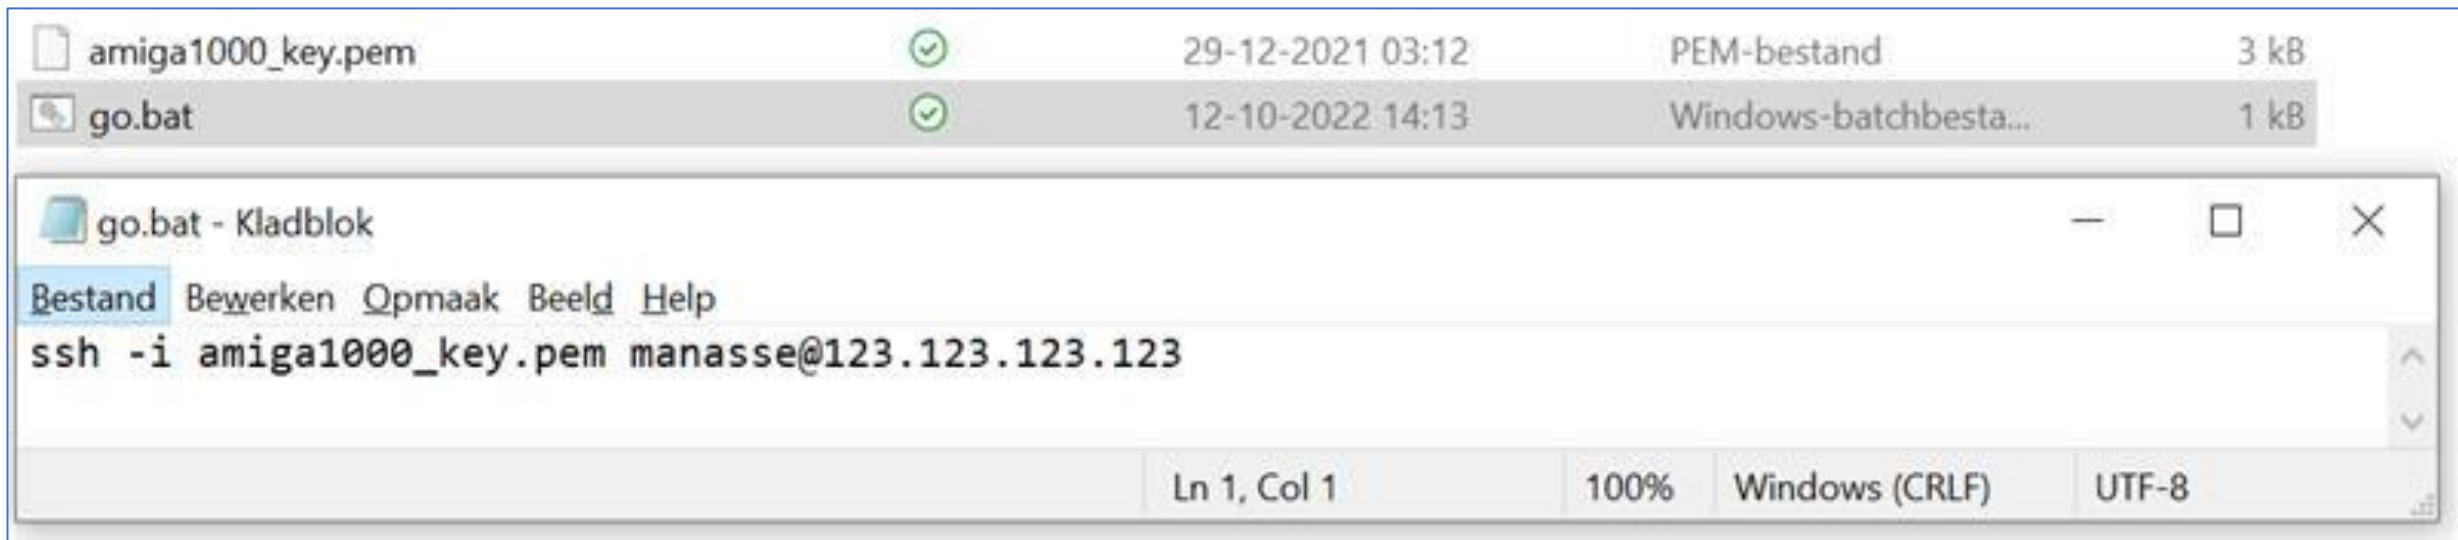 amiga1000_key.pem 29-12-2021 03:12 PEM-bestand 3 kB
go.bat 12-10-2022 14:13 Windows-batchbesta... 1 kB
go.bat - Kladblok
Bestand Bewerken Opmaak Beeld Help
ssh -i amiga1000_key.pem manasse@123.123.123.123
Ln 1, Col 1 100% Windows (CRLF) UTF-8